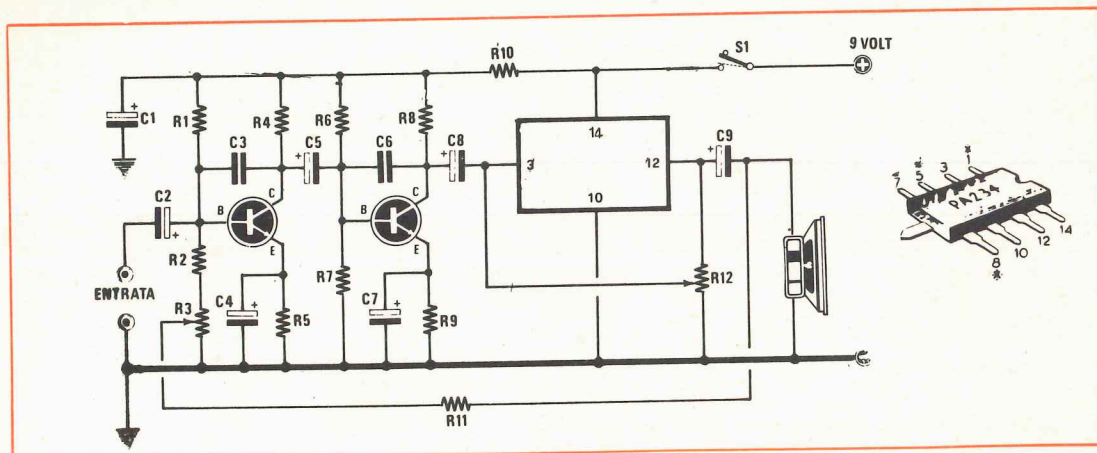 R10
S1
9 VOLT
+
C1
+
R1
R4
R6
R8
C3
C5
+
C6
C8
+
14
3
12
10
C9
+
C2
+
B
C
E
B
C
E
R2
R7
R12
ENTRATA
R3
C4
+
R5
C7
+
R9
R11
7
5
3
1
PA234
14
12
10
8